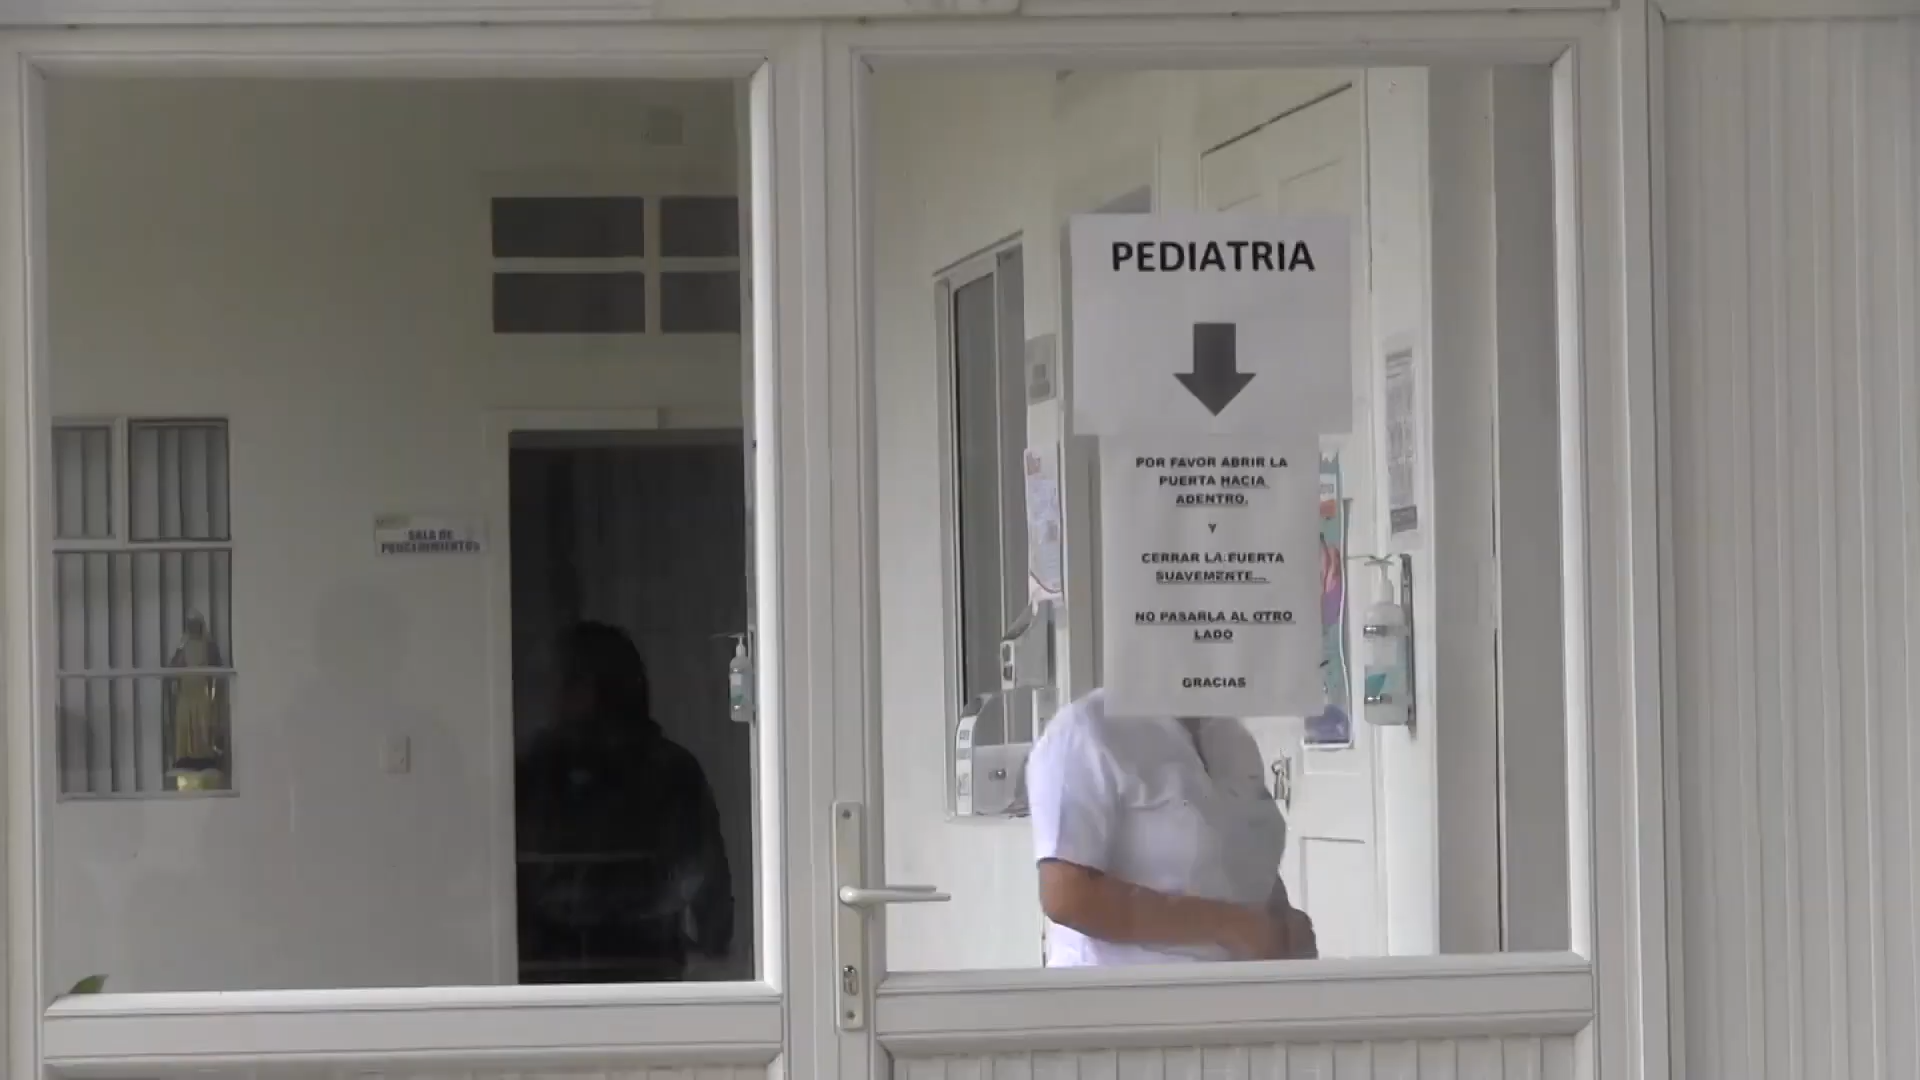 PEDIATRIA
POR FAVOR ABRIR LA
PUERTA HACIA
ADENTRO.
Y
CERRAR LA PUERTA
SUAVEMENTE...
NO PASARLA AL OTRO
LADO
GRACIAS
SALA DE
PROCEDIMIENTOS